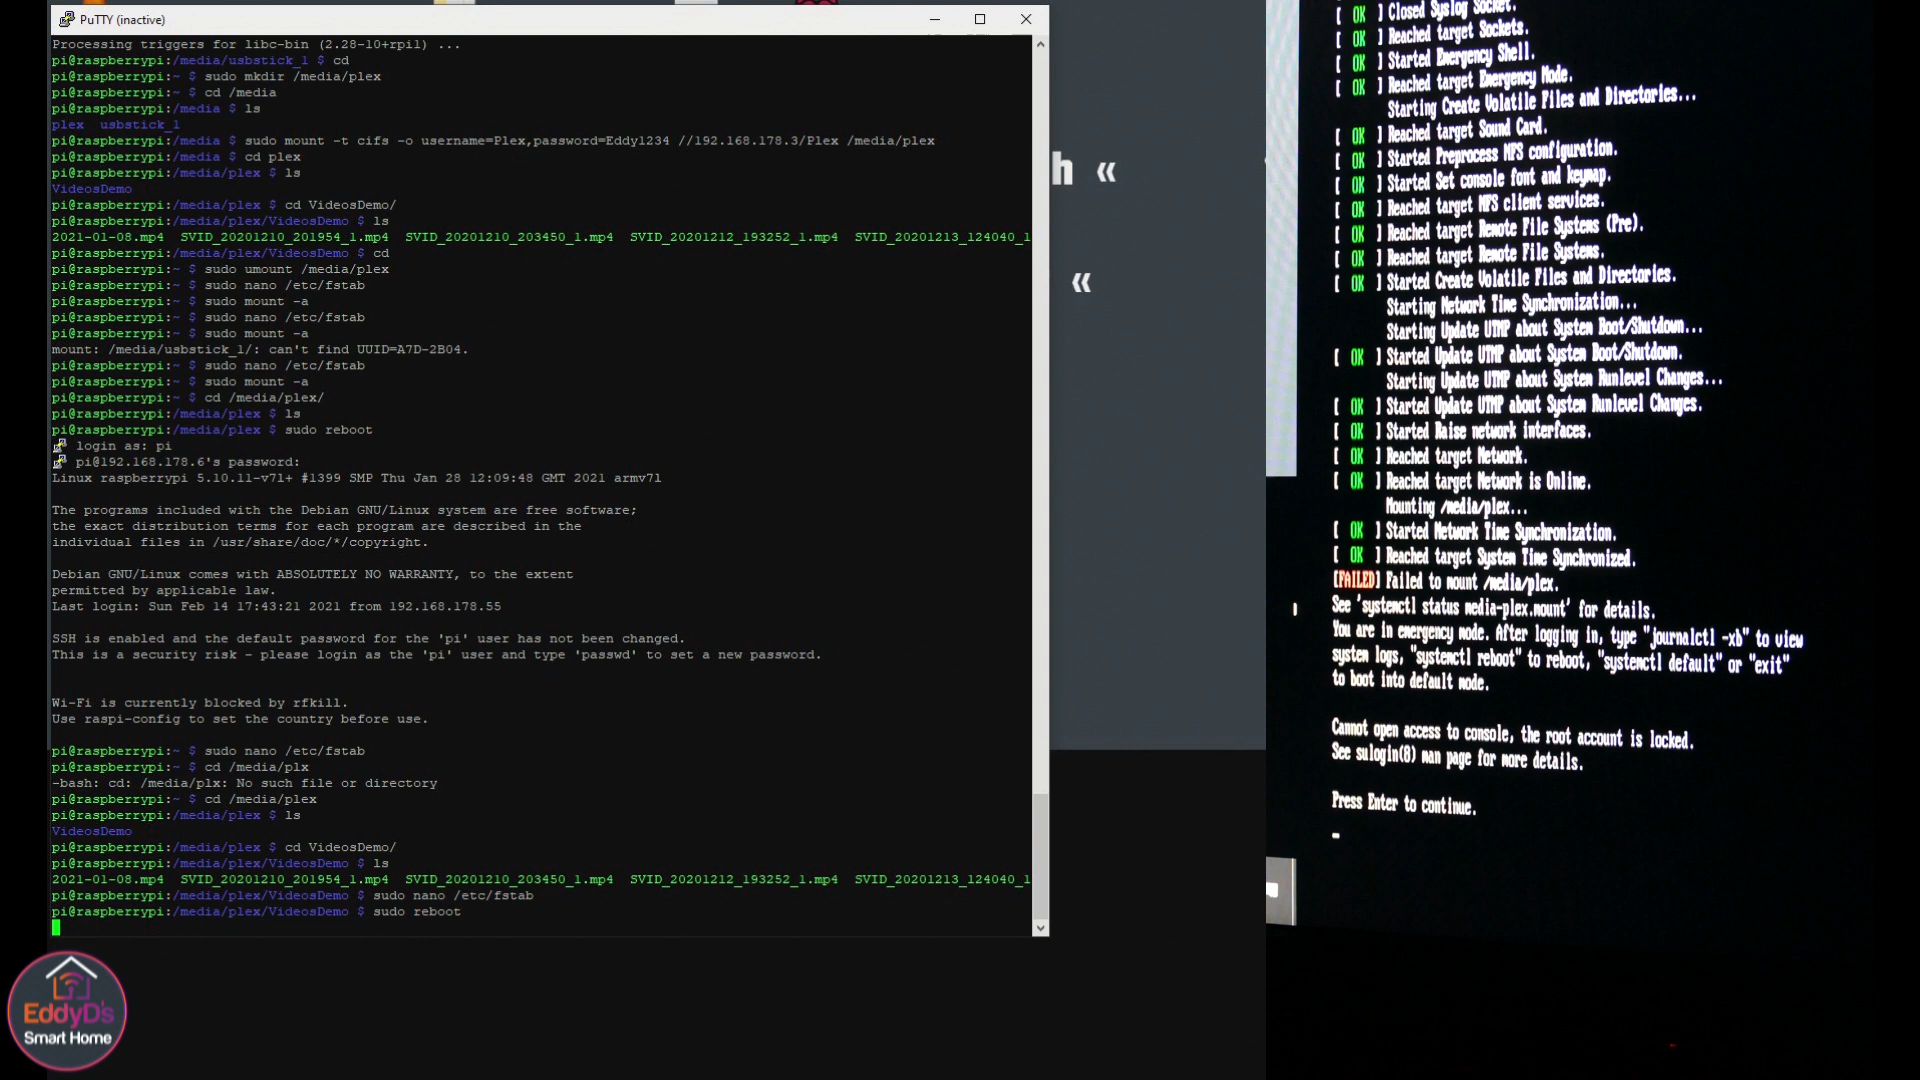 PuTTY (inactive)
Processing triggers for libc-bin (2.28-10+rpi1) ...
pi@raspberrypi:/media/usbstick_1 $ cd
pi@raspberrypi:~ $ sudo mkdir /media/plex
pi@raspberrypi:~ $ cd /media
pi@raspberrypi:/media $ ls
plex  usbstick_1
pi@raspberrypi:/media $ sudo mount -t cifs -o username=Plex,password=Eddy1234 //192.168.178.3/Plex /media/plex
pi@raspberrypi:/media $ cd plex
pi@raspberrypi:/media/plex $ ls
VideosDemo
pi@raspberrypi:/media/plex $ cd VideosDemo/
pi@raspberrypi:/media/plex/VideosDemo $ ls
2021-01-08.mp4  SVID_20201210_201954_1.mp4  SVID_20201210_203450_1.mp4  SVID_20201212_193252_1.mp4  SVID_20201213_124040_1
pi@raspberrypi:/media/plex/VideosDemo $ cd
pi@raspberrypi:~ $ sudo umount /media/plex
pi@raspberrypi:~ $ sudo nano /etc/fstab
pi@raspberrypi:~ $ sudo mount -a
pi@raspberrypi:~ $ sudo nano /etc/fstab
pi@raspberrypi:~ $ sudo mount -a
mount: /media/usbstick_1/: can't find UUID=A7D-2B04.
pi@raspberrypi:~ $ sudo nano /etc/fstab
pi@raspberrypi:~ $ sudo mount -a
pi@raspberrypi:~ $ cd /media/plex/
pi@raspberrypi:/media/plex $ ls
pi@raspberrypi:/media/plex $ sudo reboot
login as: pi
pi@192.168.178.6's password:
Linux raspberrypi 5.10.11-v7l+ #1399 SMP Thu Jan 28 12:09:48 GMT 2021 armv7l
The programs included with the Debian GNU/Linux system are free software;
the exact distribution terms for each program are described in the
individual files in /usr/share/doc/*/copyright.
Debian GNU/Linux comes with ABSOLUTELY NO WARRANTY, to the extent
permitted by applicable law.
Last login: Sun Feb 14 17:43:21 2021 from 192.168.178.55
SSH is enabled and the default password for the 'pi' user has not been changed.
This is a security risk - please login as the 'pi' user and type 'passwd' to set a new password.
Wi-Fi is currently blocked by rfkill.
Use raspi-config to set the country before use.
pi@raspberrypi:~ $ sudo nano /etc/fstab
pi@raspberrypi:~ $ cd /media/plx
-bash: cd: /media/plx: No such file or directory
pi@raspberrypi:~ $ cd /media/plex
pi@raspberrypi:/media/plex $ ls
VideosDemo
pi@raspberrypi:/media/plex $ cd VideosDemo/
pi@raspberrypi:/media/plex/VideosDemo $ ls
2021-01-08.mp4  SVID_20201210_201954_1.mp4  SVID_20201210_203450_1.mp4  SVID_20201212_193252_1.mp4  SVID_20201213_124040_1
pi@raspberrypi:/media/plex/VideosDemo $ sudo nano /etc/fstab
pi@raspberrypi:/media/plex/VideosDemo $ sudo reboot
h «
«
[ OK ] Closed Syslog Socket.
[ OK ] Reached target Sockets.
[ OK ] Started Emergency Shell.
[ OK ] Reached target Emergency Mode.
Starting Create Volatile Files and Directories...
[ OK ] Reached target Sound Card.
[ OK ] Started Preprocess NFS configuration.
[ OK ] Started Set console font and keymap.
[ OK ] Reached target NFS client services.
[ OK ] Reached target Remote File Systems (Pre).
[ OK ] Reached target Remote File Systems.
[ OK ] Started Create Volatile Files and Directories.
Starting Network Time Synchronization...
Starting Update UTMP about System Boot/Shutdown...
[ OK ] Started Update UTMP about System Boot/Shutdown.
Starting Update UTMP about System Runlevel Changes...
[ OK ] Started Update UTMP about System Runlevel Changes.
[ OK ] Started Raise network interfaces.
[ OK ] Reached target Network.
[ OK ] Reached target Network is Online.
Mounting /media/plex...
[ OK ] Started Network Time Synchronization.
[ OK ] Reached target System Time Synchronized.
[FAILED] Failed to mount /media/plex.
See 'systemctl status media-plex.mount' for details.
You are in emergency mode. After logging in, type "journalctl -xb" to view
system logs, "systemctl reboot" to reboot, "systemctl default" or "exit"
to boot into default mode.
Cannot open access to console, the root account is locked.
See sulogin(8) man page for more details.
Press Enter to continue.
EddyD's
Smart Home